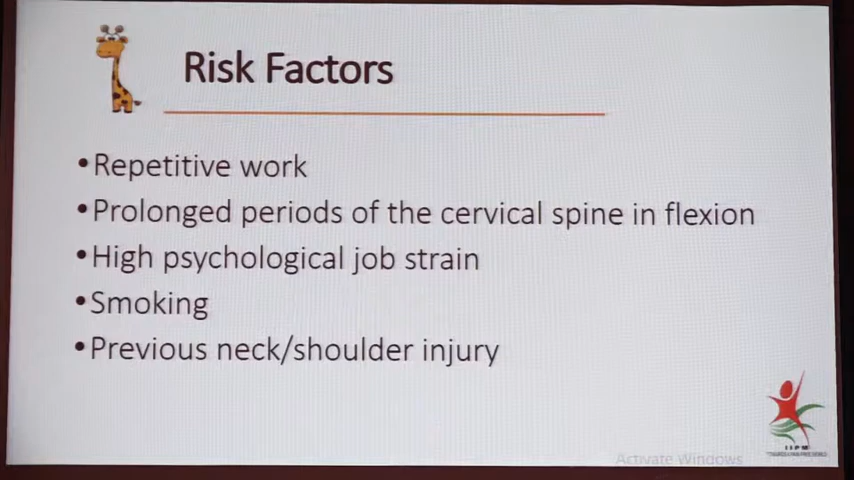 Risk Factors
•Repetitive work
•Prolonged periods of the cervical spine in flexion
•High psychological job strain
•Smoking
•Previous neck/shoulder injury
Activate Windows